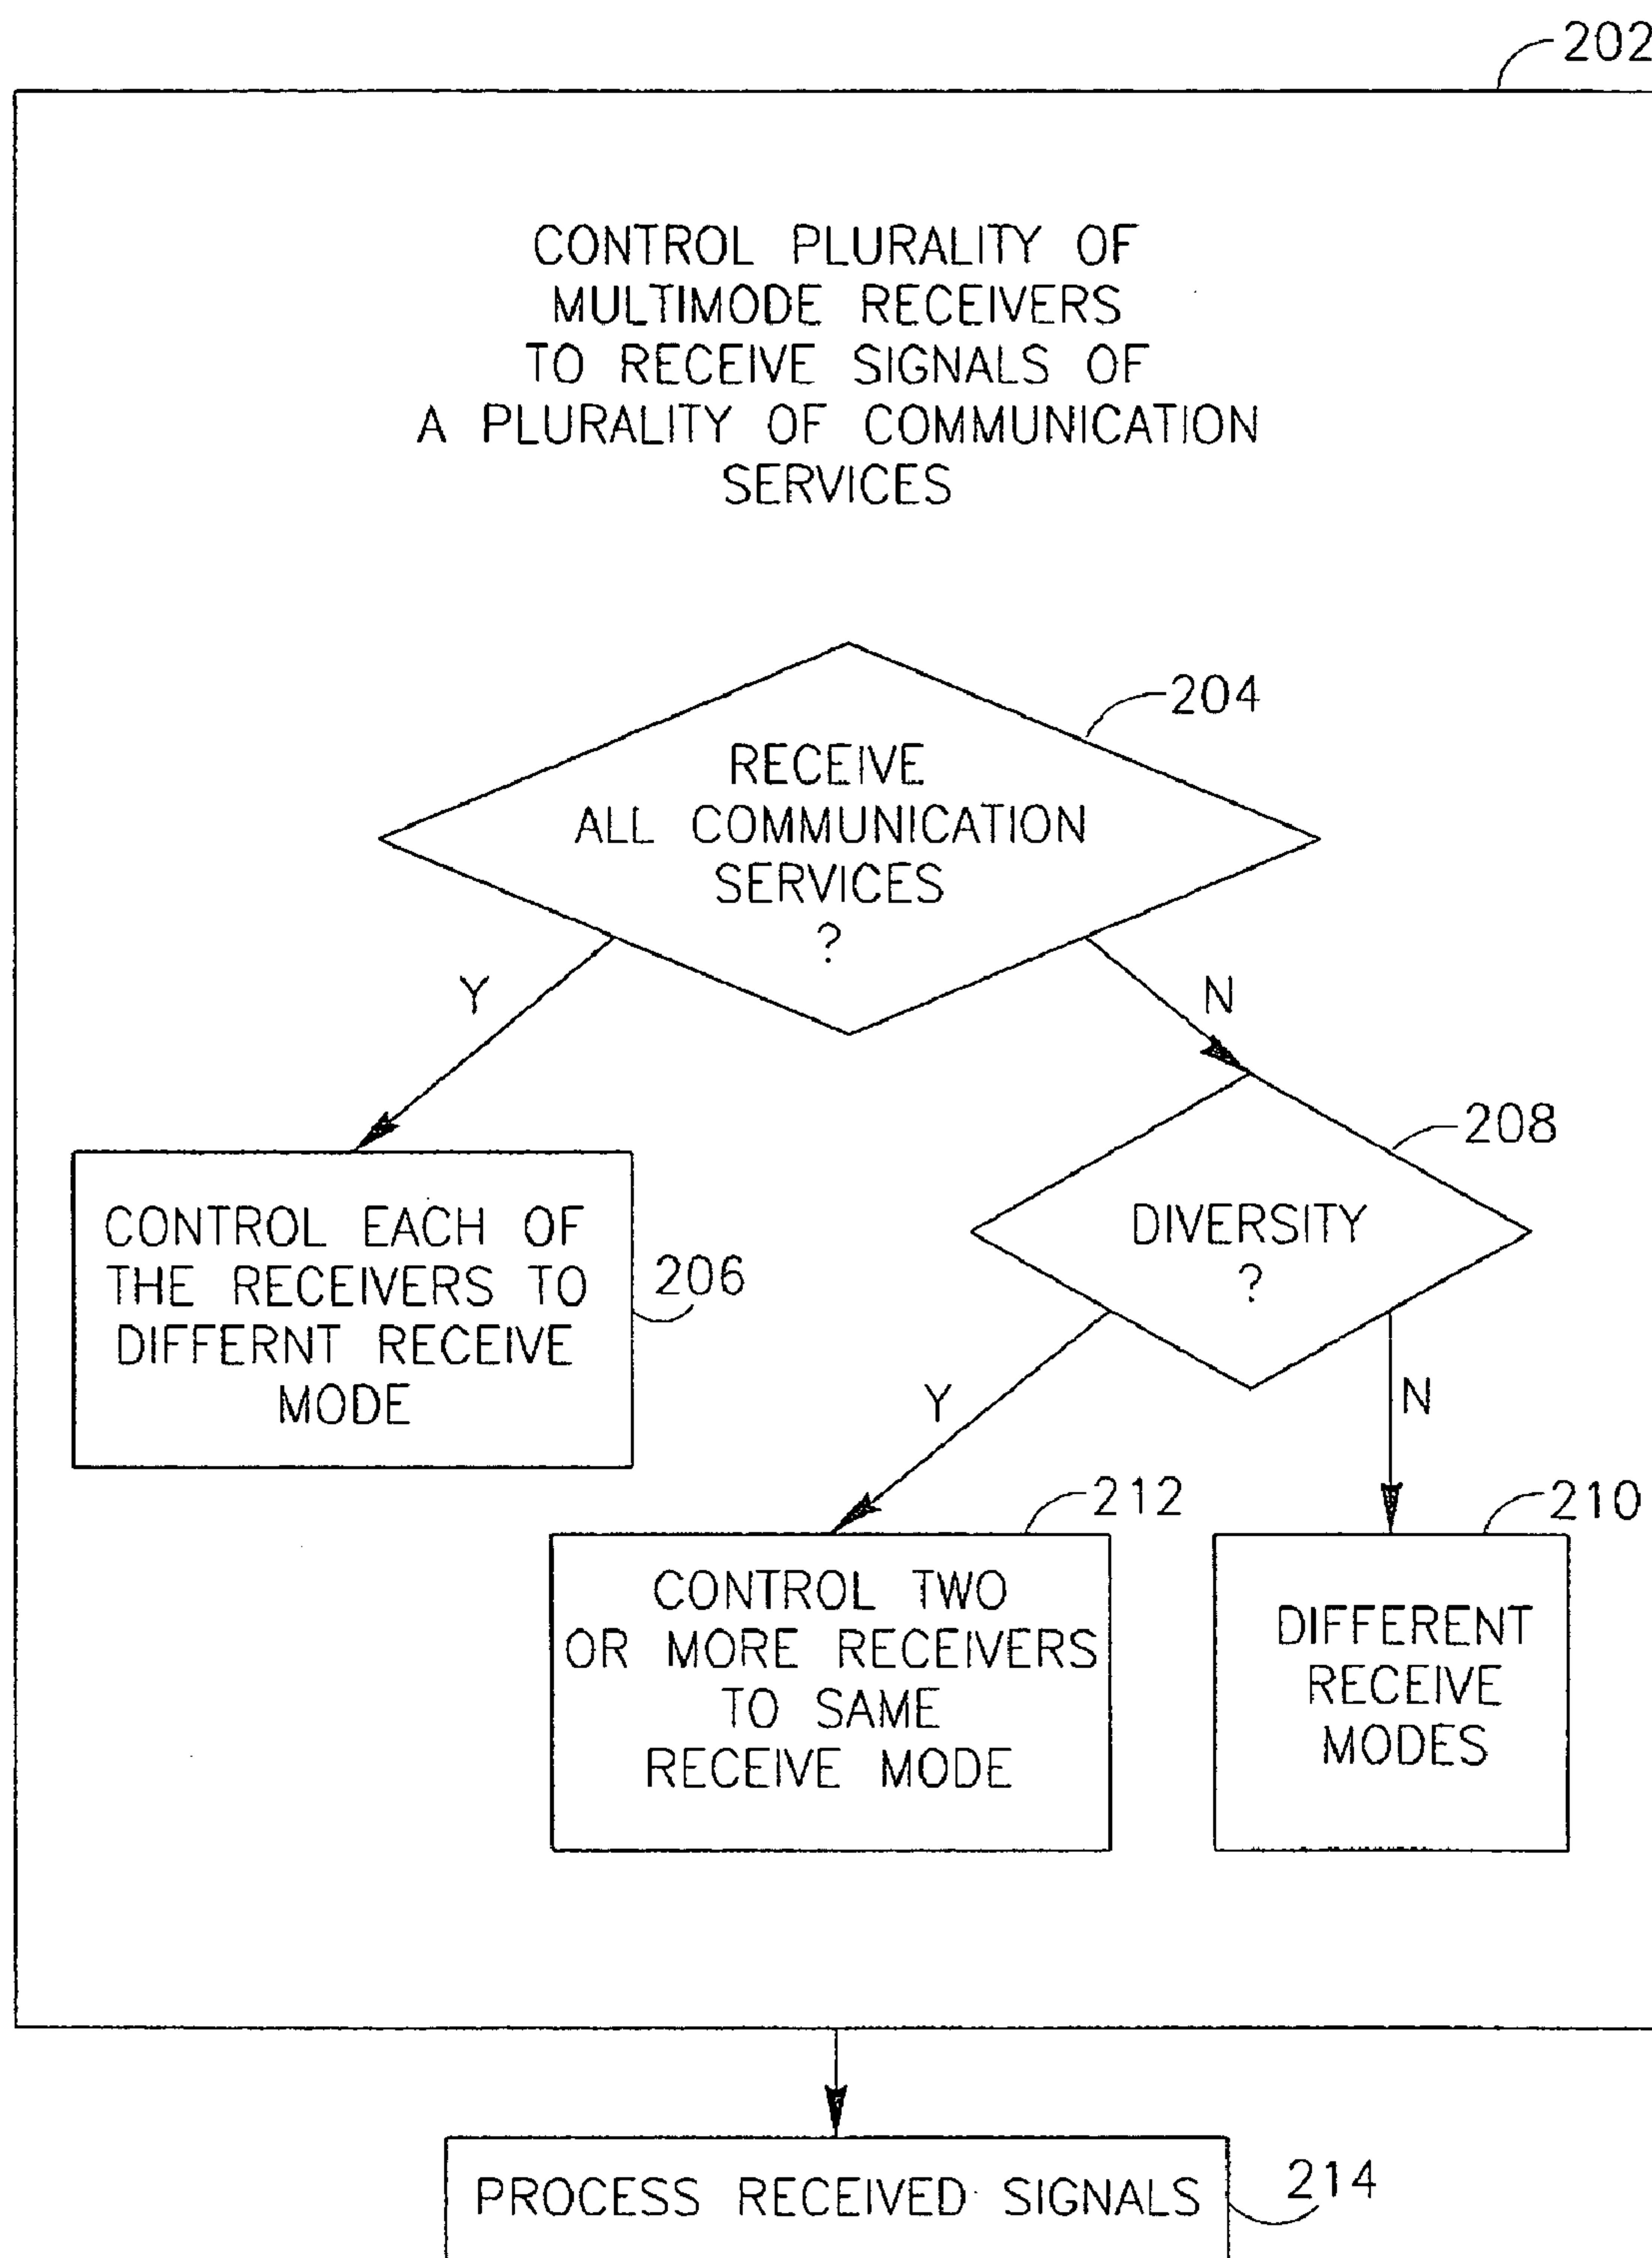 202
CONTROL PLURALITY OF
MULTIMODE RECEIVERS
TO RECEIVE SIGNALS OF
A PLURALITY OF COMMUNICATION
SERVICES
204
RECEIVE
ALL COMMUNICATION
SERVICES
?
Y
N
208
CONTROL EACH OF
THE RECEIVERS TO
DIFFERNT RECEIVE
MODE
206
DIVERSITY
?
Y
N
212
210
CONTROL TWO
OR MORE RECEIVERS
TO SAME
RECEIVE MODE
DIFFERENT
RECEIVE
MODES
PROCESS RECEIVED SIGNALS
214